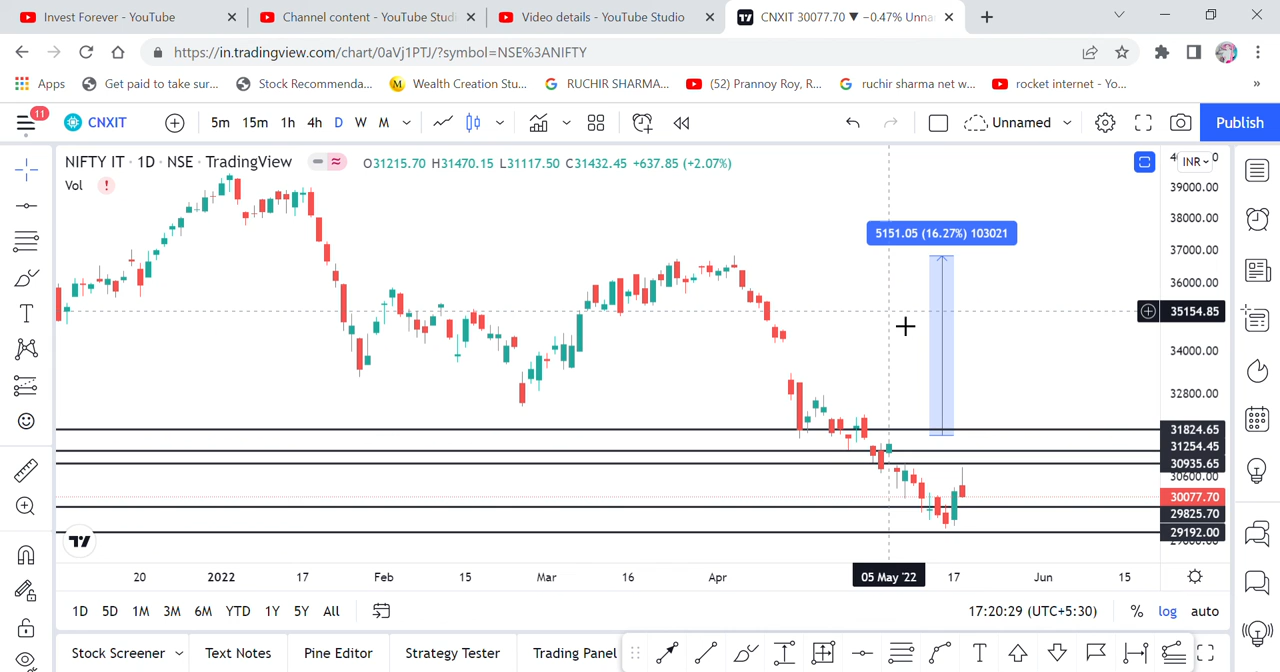 Invest Forever - YouTube
Channel content - YouTube Studi
Video details - YouTube Studio
CNXIT 30077.70 ▼ −0.47% Unna
https://in.tradingview.com/chart/0aVj1PTJ/?symbol=NSE%3ANIFTY
Apps
Get paid to take sur...
Stock Recommenda...
M Wealth Creation Stu...
RUCHIR SHARMA...
(52) Prannoy Roy, R...
ruchir sharma net w...
rocket internet - Yo...
»
11
CNXIT
5m 15m 1h 4h D W M
Unnamed
Publish
NIFTY IT · 1D · NSE · TradingView
O31215.70 H31470.15 L31117.50 C31432.45 +637.85 (+2.07%)
Vol
INR
39000.00
38000.00
5151.05 (16.27%) 103021
37000.00
36000.00
35154.85
34000.00
32800.00
31824.65
31254.45
30935.65
30600.00
30077.70
29825.70
29192.00
20 2022 17 Feb 15 Mar 16 Apr 05 May '22 17 Jun 15
1D 5D 1M 3M 6M YTD 1Y 5Y All
17:20:29 (UTC+5:30) % log auto
Stock Screener Text Notes Pine Editor Strategy Tester Trading Panel